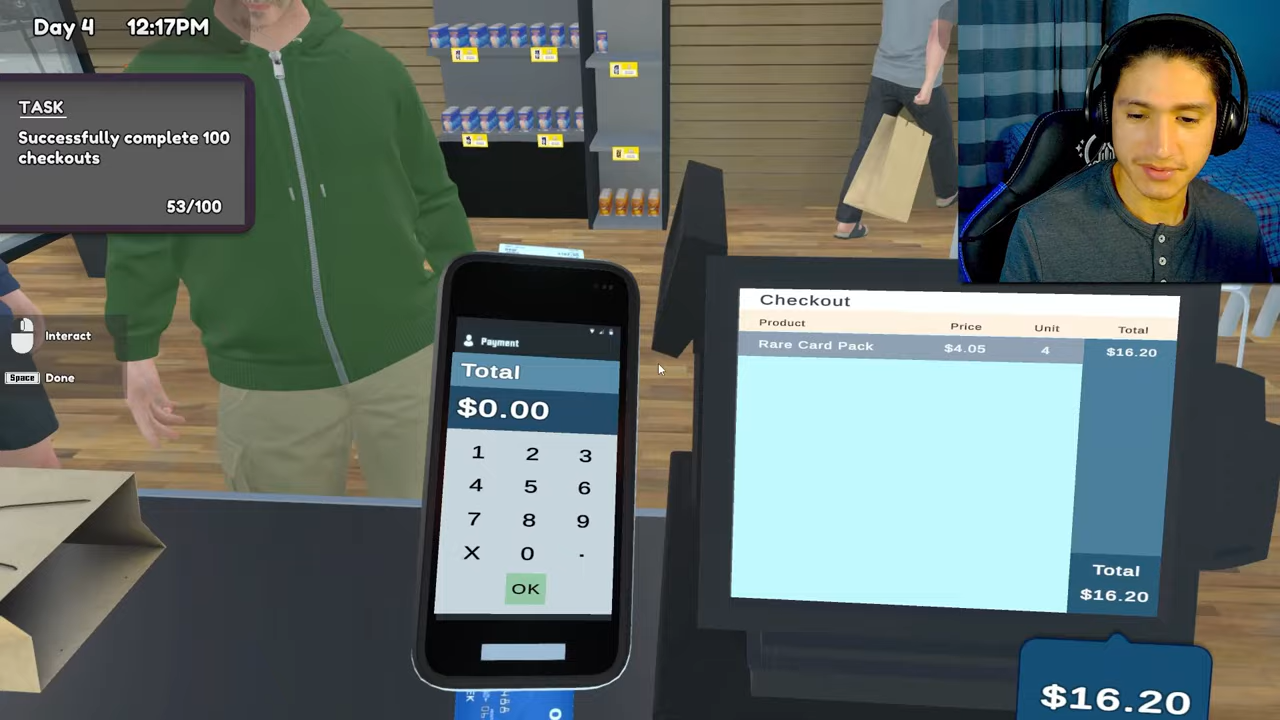 Day 4 12:17PM
TASK
Successfully complete 100
checkouts
53/100
Interact
Space Done
Payment
Total
$0.00
1 2 3
4 5 6
7 8 9
X 0 .
OK
Checkout
Product Price Unit Total
Rare Card Pack $4.05 4 $16.20
Total
$16.20
$16.20